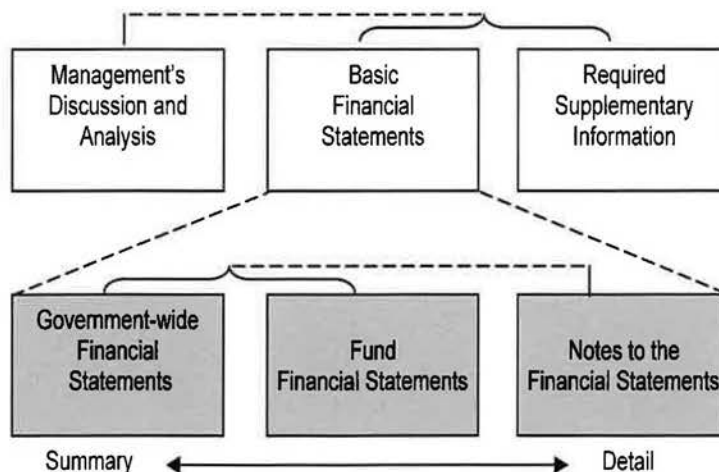 Management's
Discussion and
Analysis
Basic
Financial
Statements
Required
Supplementary
Information
Government-wide
Financial
Statements
Fund
Financial Statements
Notes to the
Financial Statements
Summary
Detail